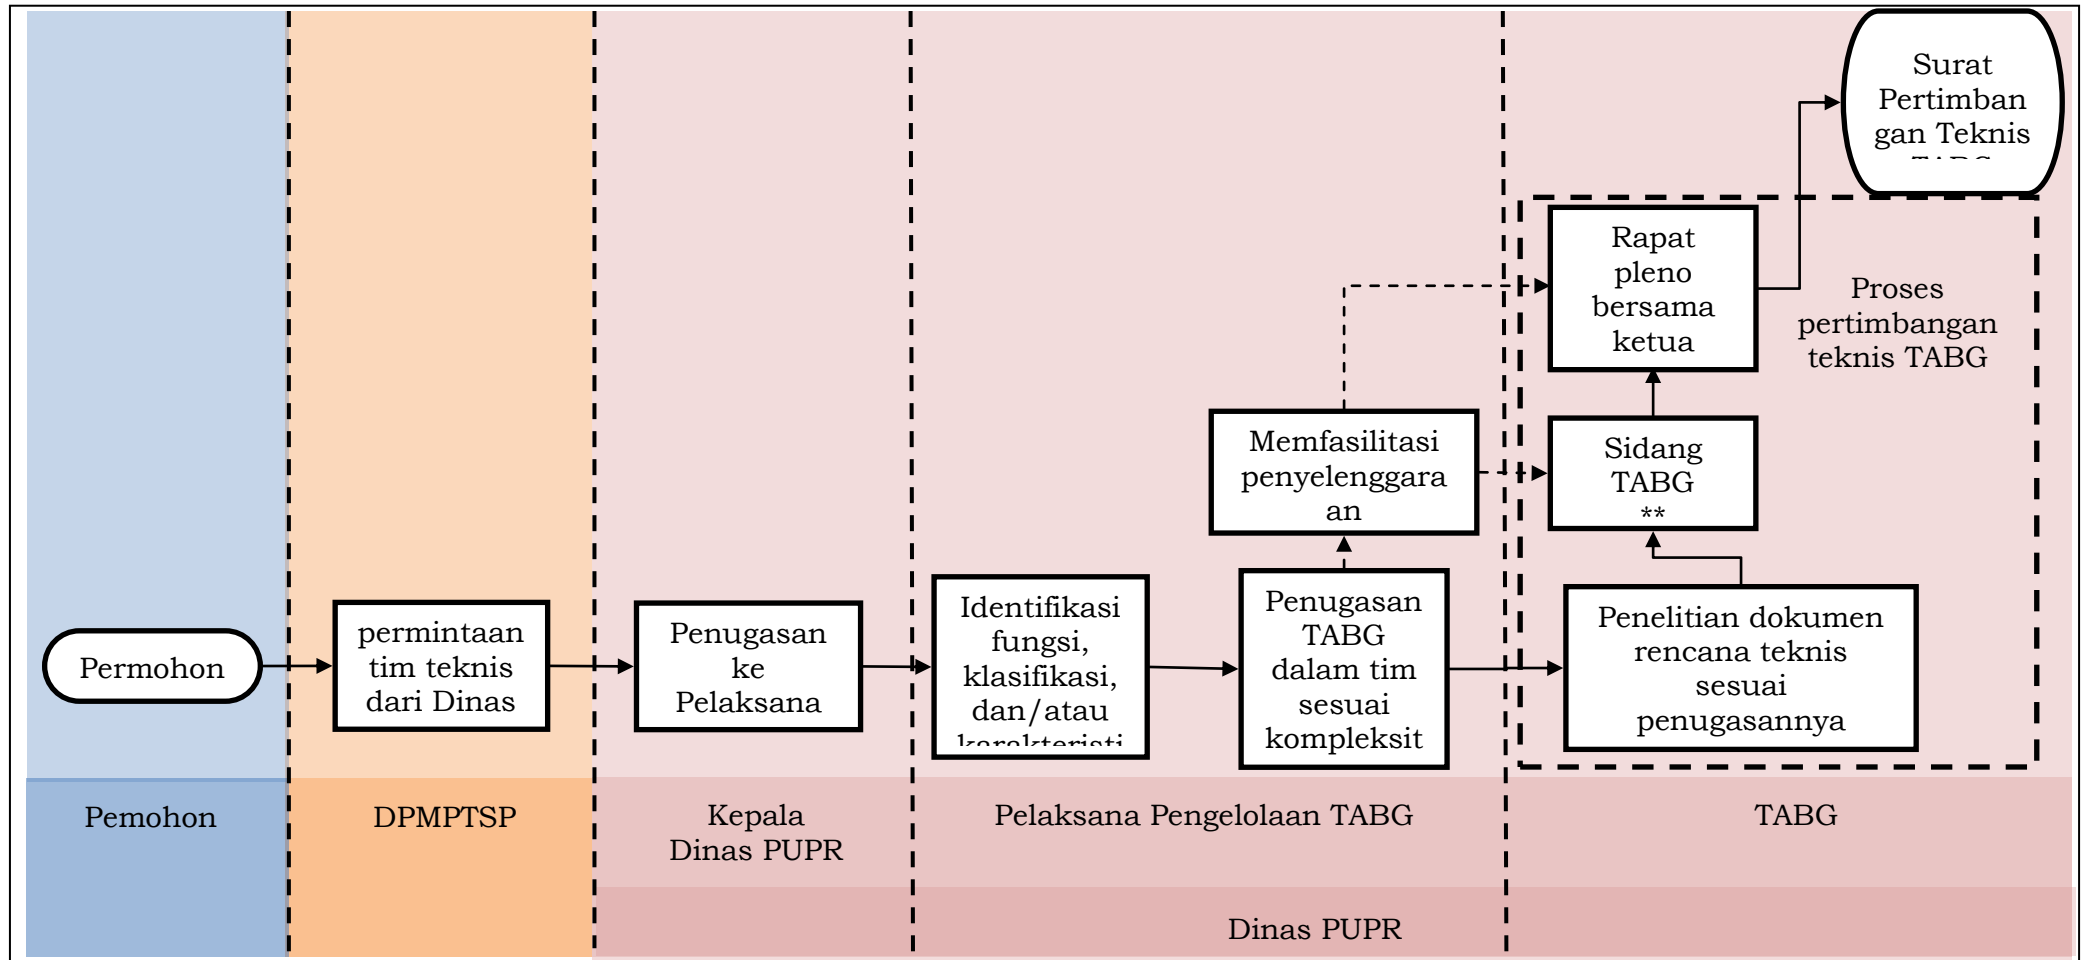 Surat
Pertimban
gan Teknis
TABG
Rapat
pleno
bersama
ketua
Proses
pertimbangan
teknis TABG
Memfasilitasi
penyelenggara
an
Sidang
TABG
**
Permohon
permintaan
tim teknis
dari Dinas
Penugasan
ke
Pelaksana
Identifikasi
fungsi,
klasifikasi,
dan/atau
karakteristi
Penugasan
TABG
dalam tim
sesuai
kompleksit
Penelitian dokumen
rencana teknis
sesuai
penugasannya
Pemohon
DPMPTSP
Kepala
Dinas PUPR
Pelaksana Pengelolaan TABG
TABG
Dinas PUPR